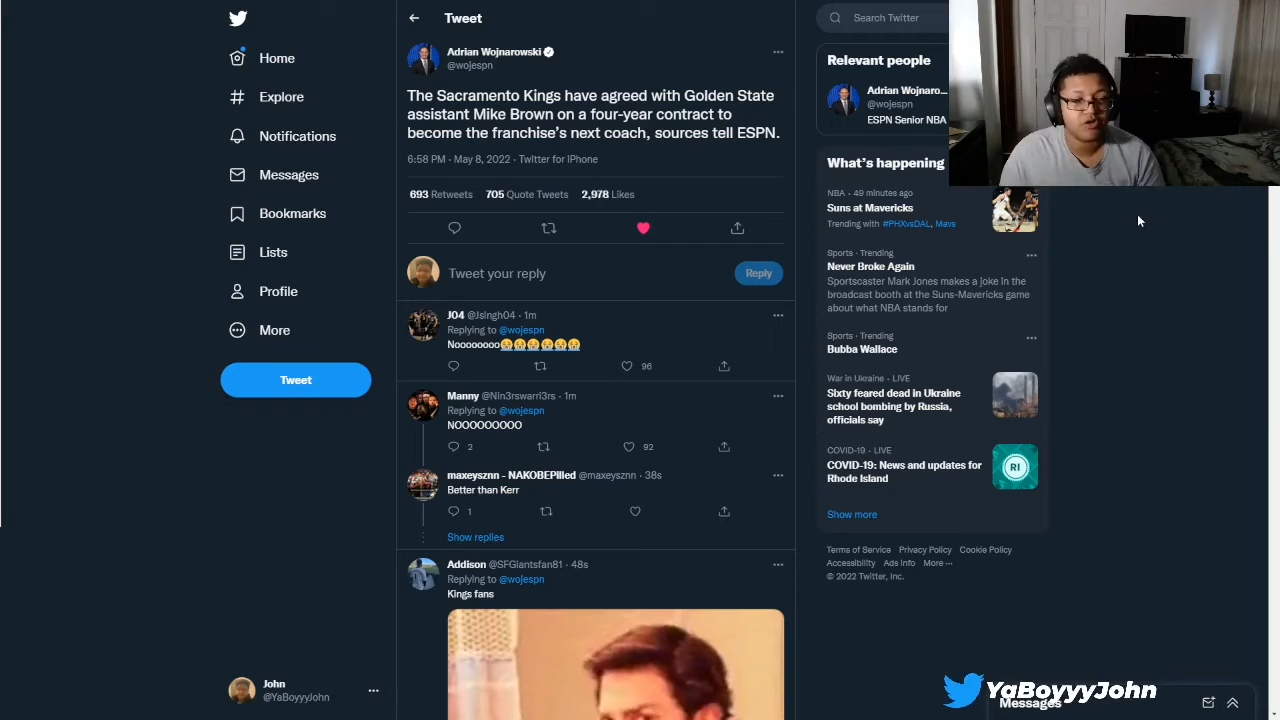 Home
Explore
Notifications
Messages
Bookmarks
Lists
Profile
More
Tweet
John
@YaBoyyyJohn
Tweet
Adrian Wojnarowski
@wojespn
The Sacramento Kings have agreed with Golden State
assistant Mike Brown on a four-year contract to
become the franchise's next coach, sources tell ESPN.
6:58 PM · May 8, 2022 · Twitter for iPhone
693 Retweets 705 Quote Tweets 2,978 Likes
Tweet your reply
Reply
J04 @Jsingh04 · 1m
Replying to @wojespn
Noooooooo😭😭😭😭😭😭
96
Manny @Nin3rswarri3rs · 1m
Replying to @wojespn
NOOOOOOOOO
2 92
maxeysznn - NAKOBEPilled @maxeysznn · 38s
Better than Kerr
1
Show replies
Addison @SFGiantsfan81 · 48s
Replying to @wojespn
Kings fans
Search Twitter
Relevant people
Adrian Wojnaro...
@wojespn
ESPN Senior NBA
What's happening
NBA · 49 minutes ago
Suns at Mavericks
Trending with #PHXvsDAL, Mavs
Sports · Trending
Never Broke Again
Sportscaster Mark Jones makes a joke in the
broadcast booth at the Suns-Mavericks game
about what NBA stands for
Sports · Trending
Bubba Wallace
War in Ukraine · LIVE
Sixty feared dead in Ukraine
school bombing by Russia,
officials say
COVID-19 · LIVE
COVID-19: News and updates for
Rhode Island
RI
Show more
Terms of Service Privacy Policy Cookie Policy
Accessibility Ads info More ...
© 2022 Twitter, Inc.
YaBoyyyJohn
Messages